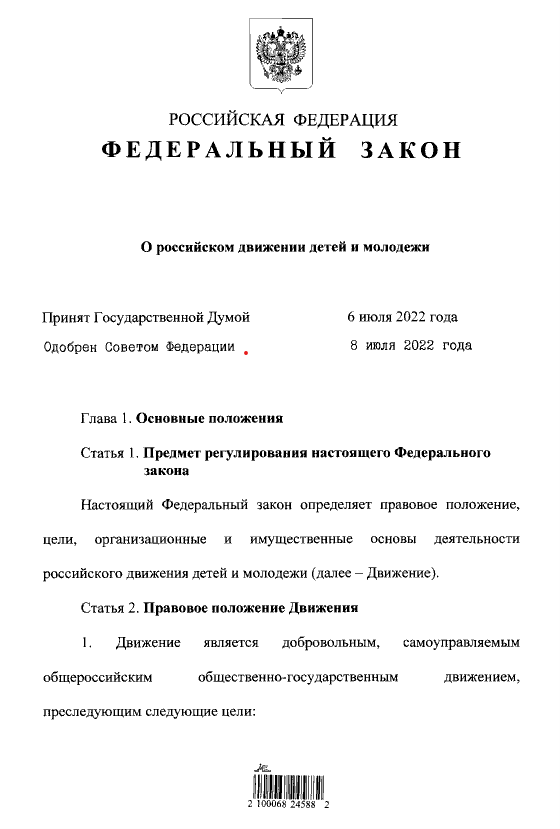 РОССИЙСКАЯ ФЕДЕРАЦИЯ
ФЕДЕРАЛЬНЫЙ ЗАКОН
О российском движении детей и молодежи
Принят Государственной Думой 6 июля 2022 года
Одобрен Советом Федерации 8 июля 2022 года
Глава 1. Основные положения
Статья 1. Предмет регулирования настоящего Федерального
закона
Настоящий Федеральный закон определяет правовое положение,
цели, организационные и имущественные основы деятельности
российского движения детей и молодежи (далее – Движение).
Статья 2. Правовое положение Движения
1. Движение является добровольным, самоуправляемым
общероссийским общественно-государственным движением,
преследующим следующие цели:
2 100068 24588 2